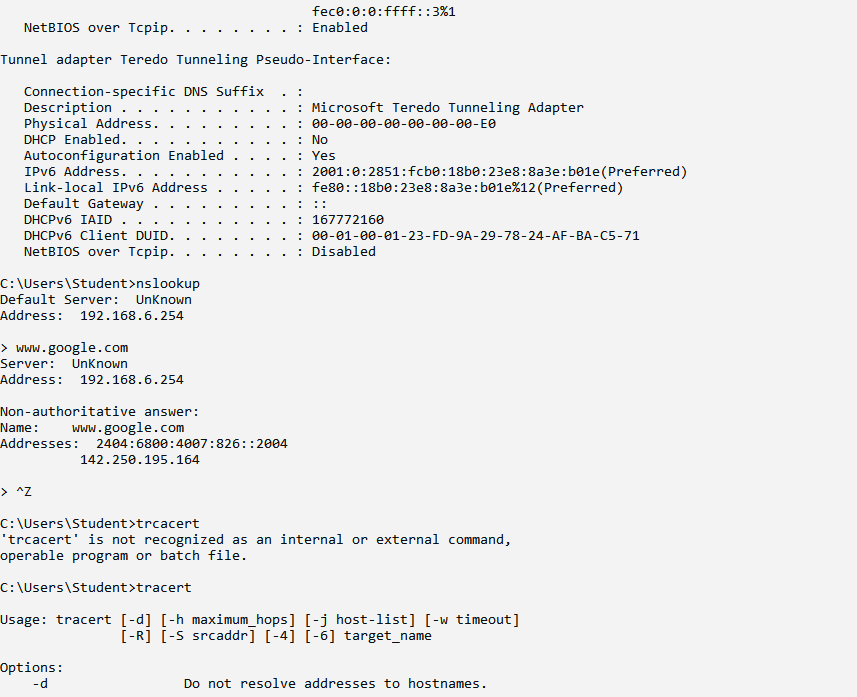 fec0:0:0:ffff::3%1
NetBIOS over Tcpip. . . . . . . . : Enabled
Tunnel adapter Teredo Tunneling Pseudo-Interface:
Connection-specific DNS Suffix  . :
Description . . . . . . . . . . . : Microsoft Teredo Tunneling Adapter
Physical Address. . . . . . . . . : 00-00-00-00-00-00-00-E0
DHCP Enabled. . . . . . . . . . . : No
Autoconfiguration Enabled . . . . : Yes
IPv6 Address. . . . . . . . . . . : 2001:0:2851:fcb0:18b0:23e8:8a3e:b01e(Preferred)
Link-local IPv6 Address . . . . . : fe80::18b0:23e8:8a3e:b01e%12(Preferred)
Default Gateway . . . . . . . . . : ::
DHCPv6 IAID . . . . . . . . . . . : 167772160
DHCPv6 Client DUID. . . . . . . . : 00-01-00-01-23-FD-9A-29-78-24-AF-BA-C5-71
NetBIOS over Tcpip. . . . . . . . : Disabled
C:\Users\Student>nslookup
Default Server:  UnKnown
Address:  192.168.6.254
> www.google.com
Server:  UnKnown
Address:  192.168.6.254
Non-authoritative answer:
Name:    www.google.com
Addresses:  2404:6800:4007:826::2004
142.250.195.164
> ^Z
C:\Users\Student>trcacert
'trcacert' is not recognized as an internal or external command,
operable program or batch file.
C:\Users\Student>tracert
Usage: tracert [-d] [-h maximum_hops] [-j host-list] [-w timeout]
[-R] [-S srcaddr] [-4] [-6] target_name
Options:
-d                 Do not resolve addresses to hostnames.